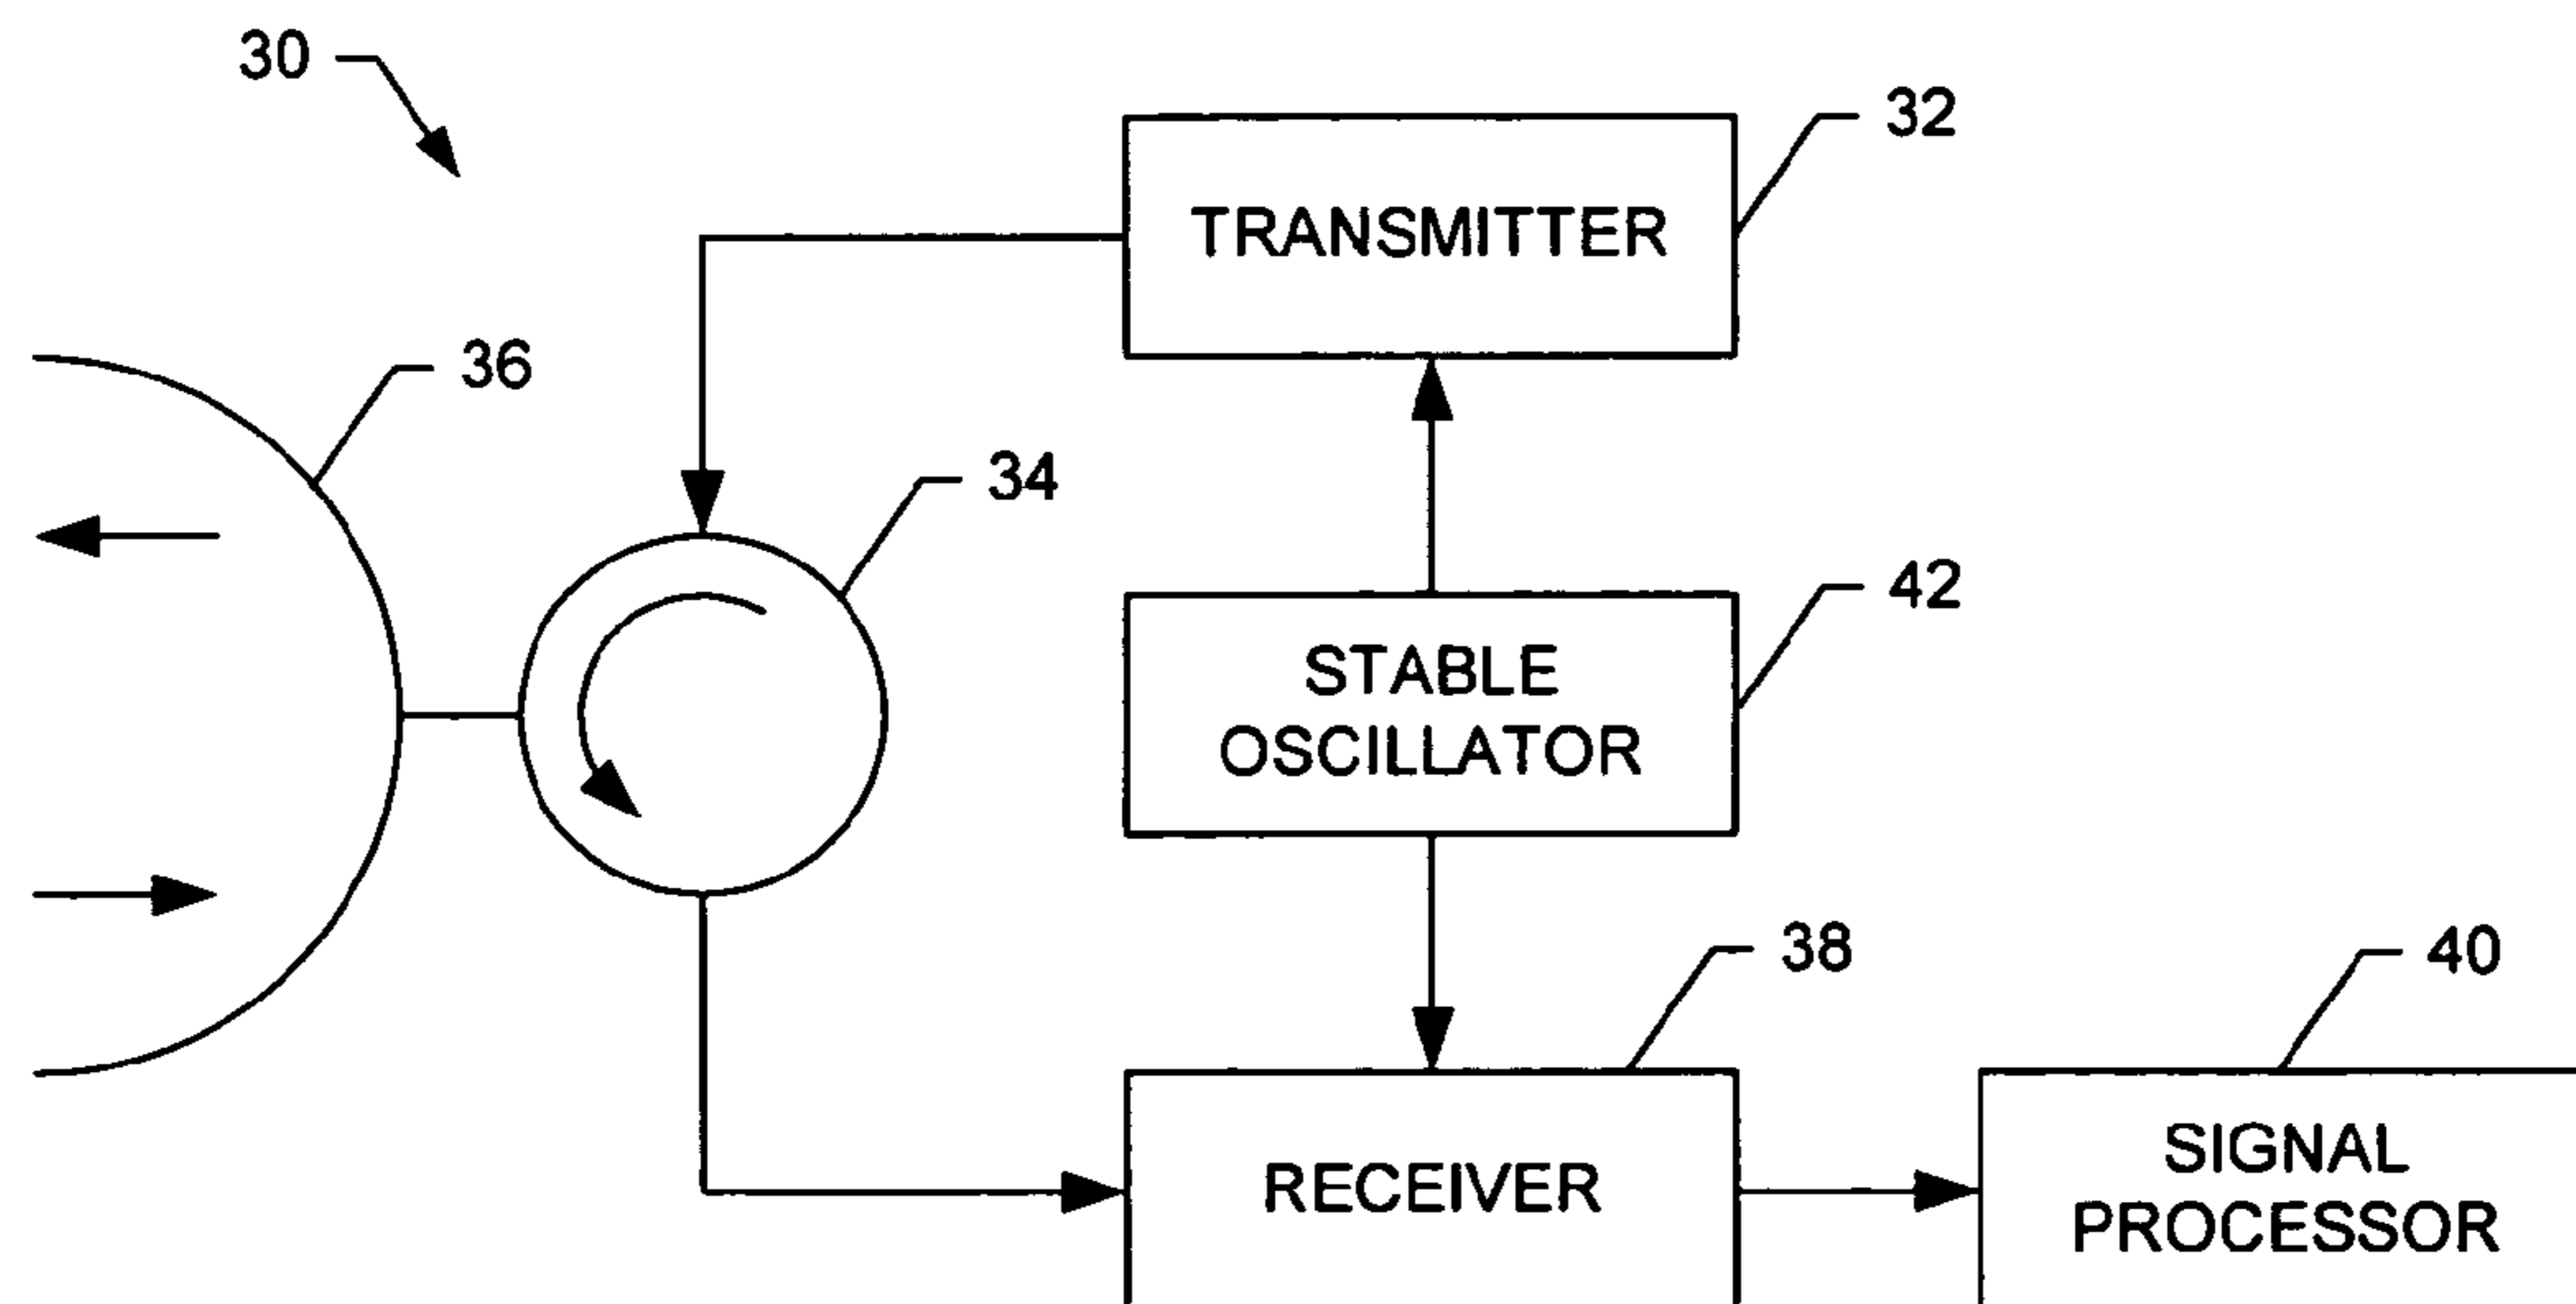 30
32
TRANSMITTER
36
34
42
STABLE
OSCILLATOR
38
40
RECEIVER
SIGNAL
PROCESSOR